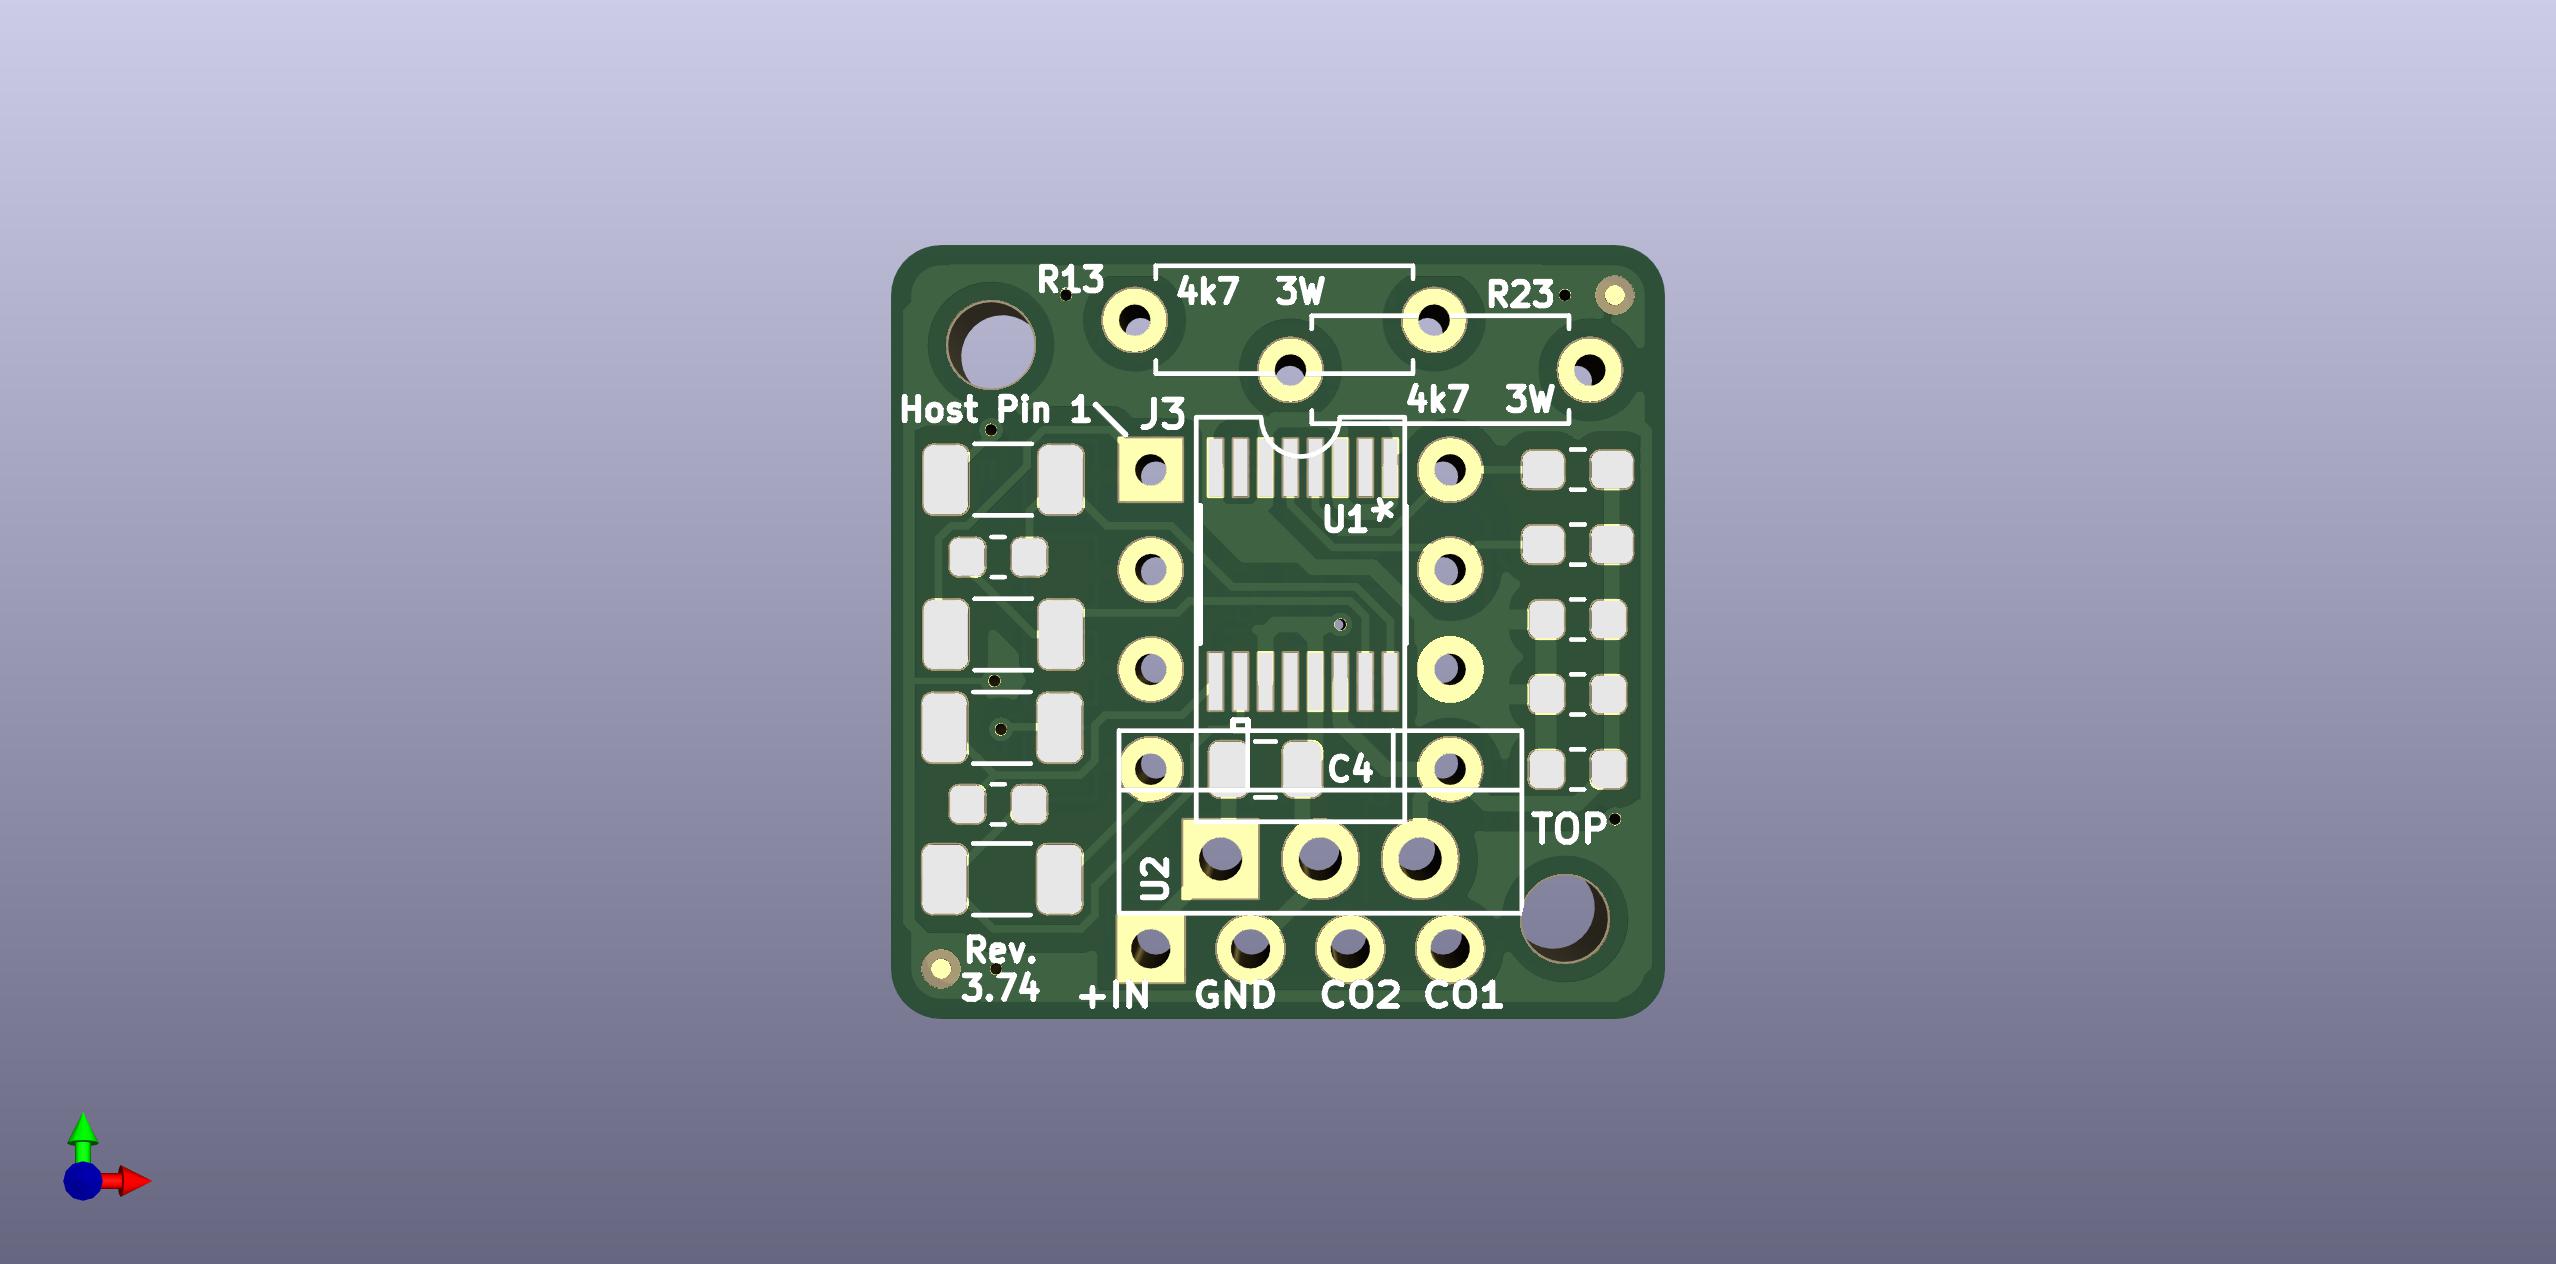 R13
4k7 3W
R23
4k7 3W
Host Pin 1
J3
U1*
C4
TOP
U2
Rev.
3.74
+IN GND CO2 CO1